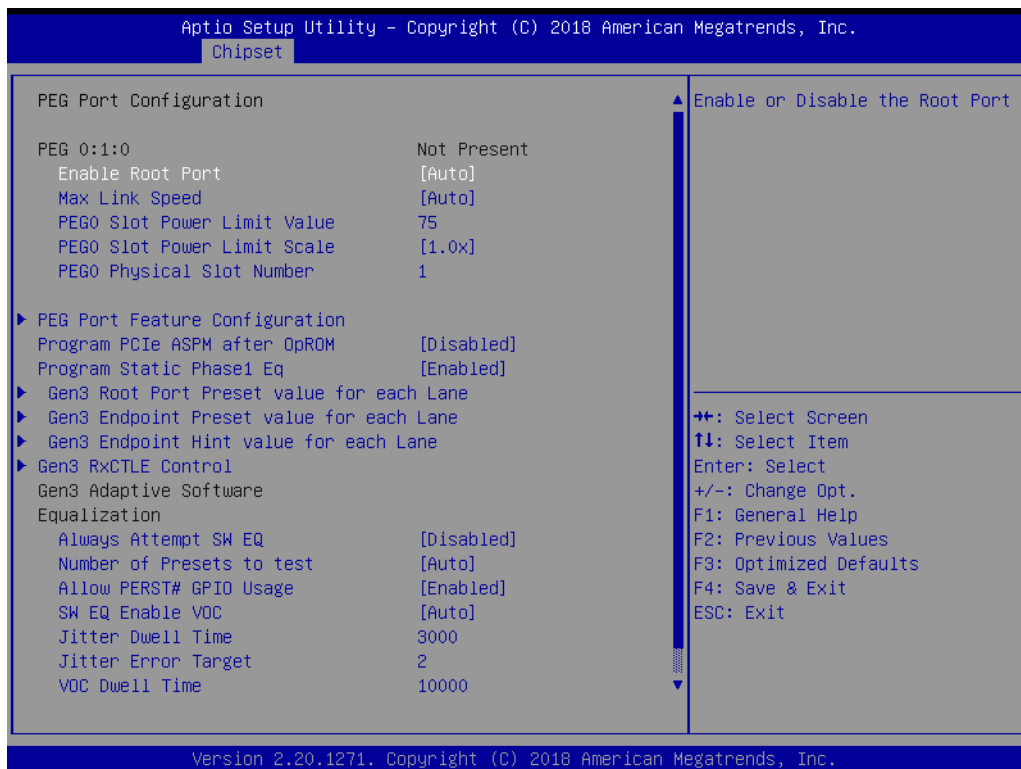 Aptio Setup Utility – Copyright (C) 2018 American Megatrends, Inc.
Chipset
PEG Port Configuration
PEG 0:1:0 Not Present
Enable Root Port [Auto]
Max Link Speed [Auto]
PEG0 Slot Power Limit Value 75
PEG0 Slot Power Limit Scale [1.0x]
PEG0 Physical Slot Number 1
PEG Port Feature Configuration
Program PCIe ASPM after OpROM [Disabled]
Program Static Phase1 Eq [Enabled]
Gen3 Root Port Preset value for each Lane
Gen3 Endpoint Preset value for each Lane
Gen3 Endpoint Hint value for each Lane
Gen3 RxCTLE Control
Gen3 Adaptive Software
Equalization
Always Attempt SW EQ [Disabled]
Number of Presets to test [Auto]
Allow PERST# GPIO Usage [Enabled]
SW EQ Enable VOC [Auto]
Jitter Dwell Time 3000
Jitter Error Target 2
VOC Dwell Time 10000
Enable or Disable the Root Port
→←: Select Screen
↑↓: Select Item
Enter: Select
+/-: Change Opt.
F1: General Help
F2: Previous Values
F3: Optimized Defaults
F4: Save & Exit
ESC: Exit
Version 2.20.1271. Copyright (C) 2018 American Megatrends, Inc.